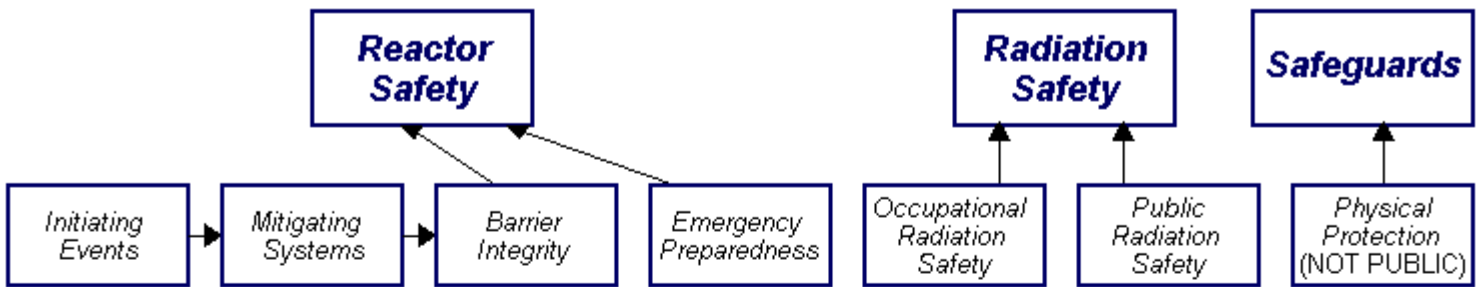 Reactor
Safety
Radiation
Safety
Safeguards
Initiating
Events
Mitigating
Systems
Barrier
Integrity
Emergency
Preparedness
Occupational
Radiation
Safety
Public
Radiation
Safety
Physical
Protection
(NOT PUBLIC)